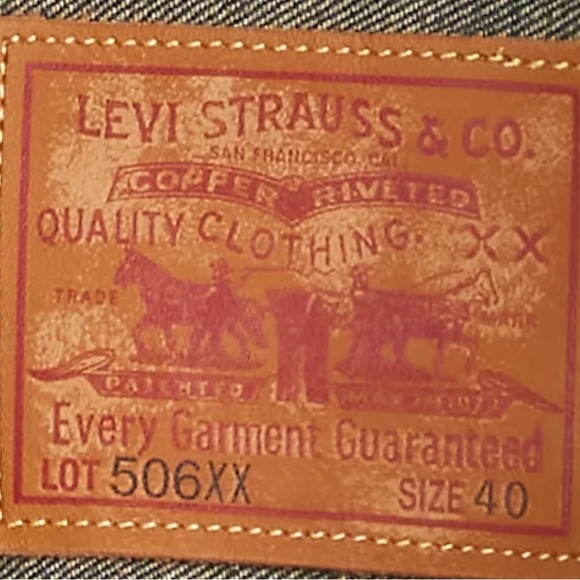 LEVI STRAUSS & CO.
SAN FRANCISCO, CAL.
COPPER RIVETED
QUALITY CLOTHING. XX
TRADE MARK
PATENTED
Every Garment Guaranteed
LOT 506XX SIZE 40